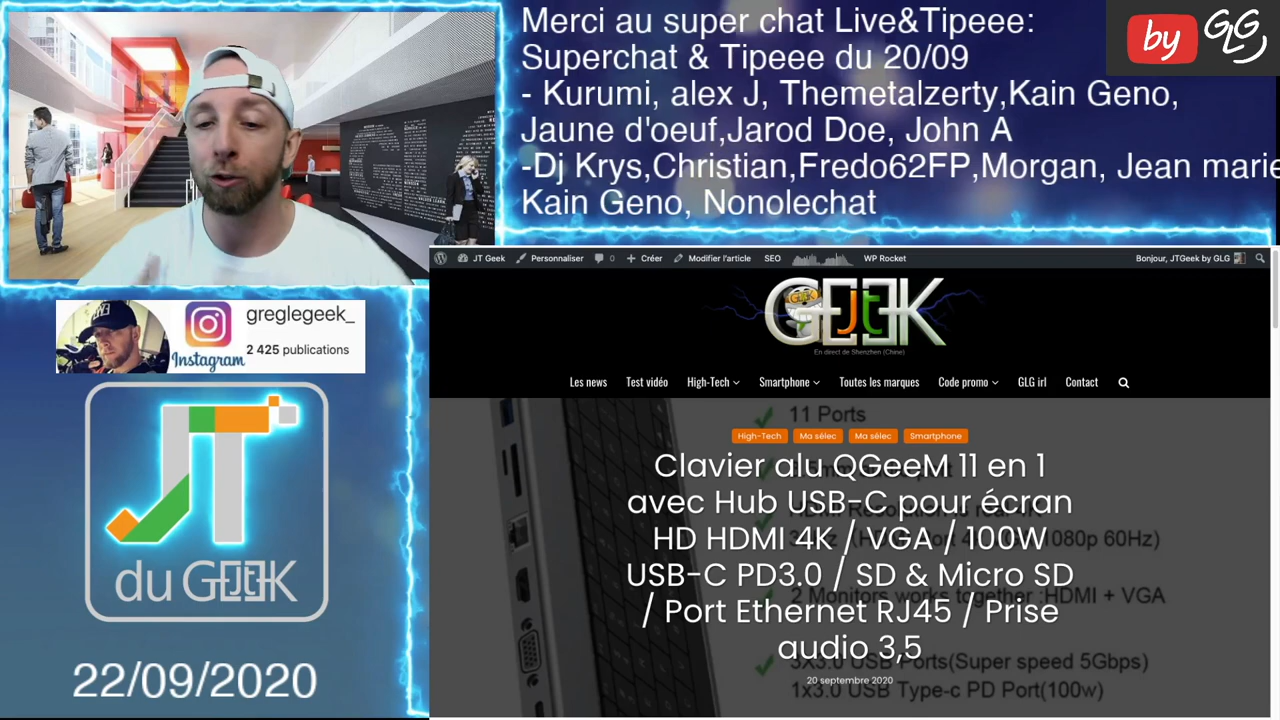 Merci au super chat Live&Tipeee:
Superchat & Tipeee du 20/09
- Kurumi, alex J, Themetalzerty,Kain Geno,
Jaune d'oeuf,Jarod Doe, John A
-Dj Krys,Christian,Fredo62FP,Morgan, Jean marie
Kain Geno, Nonolechat
by GLG
greglegeek_
Instagram
2 425 publications
JT
du GEJTEK
22/09/2020
JT Geek Personnaliser 0 Créer Modifier l'article SEO WP Rocket Bonjour, JTGeek by GLG
GEJTEK
En direct de Shenzhen (Chine)
Les news Test vidéo High-Tech Smartphone Toutes les marques Code promo GLG irl Contact
11 Ports
High-Tech Ma sélec Ma sélec Smartphone
Clavier alu QGeeM 11 en 1
avec Hub USB-C pour écran
HD HDMI 4K / VGA / 100W
1080p 60Hz)
USB-C PD3.0 / SD & Micro SD
2 Monitors works together :HDMI + VGA
/ Port Ethernet RJ45 / Prise
audio 3,5
3X3.0 USB Ports(Super speed 5Gbps)
20 septembre 2020
1x3.0 USB Type-c PD Port(100w)